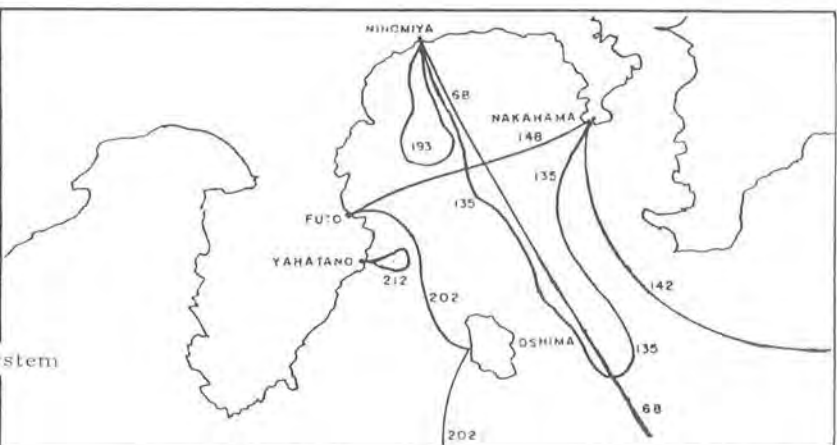 NINOMIYA
68
NAKAHAMA
148
193
135
135
FUTO
YAHATANO
212
142
202
OSHIMA
stem
135
68
202